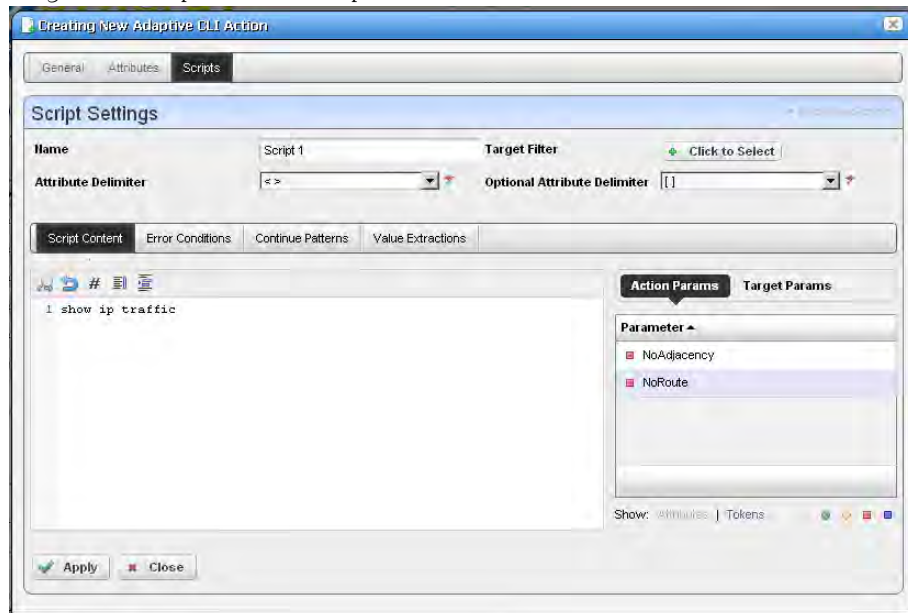 Creating New Adaptive CLI Action
General Attributes Scripts
Script Settings
Name Script 1 Target Filter Click to Select
Attribute Delimiter < > Optional Attribute Delimiter [ ]
Script Content Error Conditions Continue Patterns Value Extractions
Action Params Target Params
1 show ip traffic
Parameter
NoAdjacency
NoRoute
Show: Attributes | Tokens
Apply Close